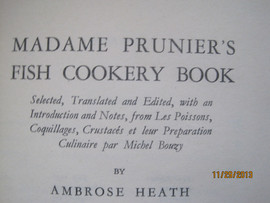 MADAME PRUNIER'S
FISH COOKERY BOOK
Selected, Translated and Edited, with an
Introduction and Notes, from Les Poissons,
Coquillages, Crustacés et leur Preparation
Culinaire par Michel Bouzy
BY
AMBROSE HEATH
11/23/2013